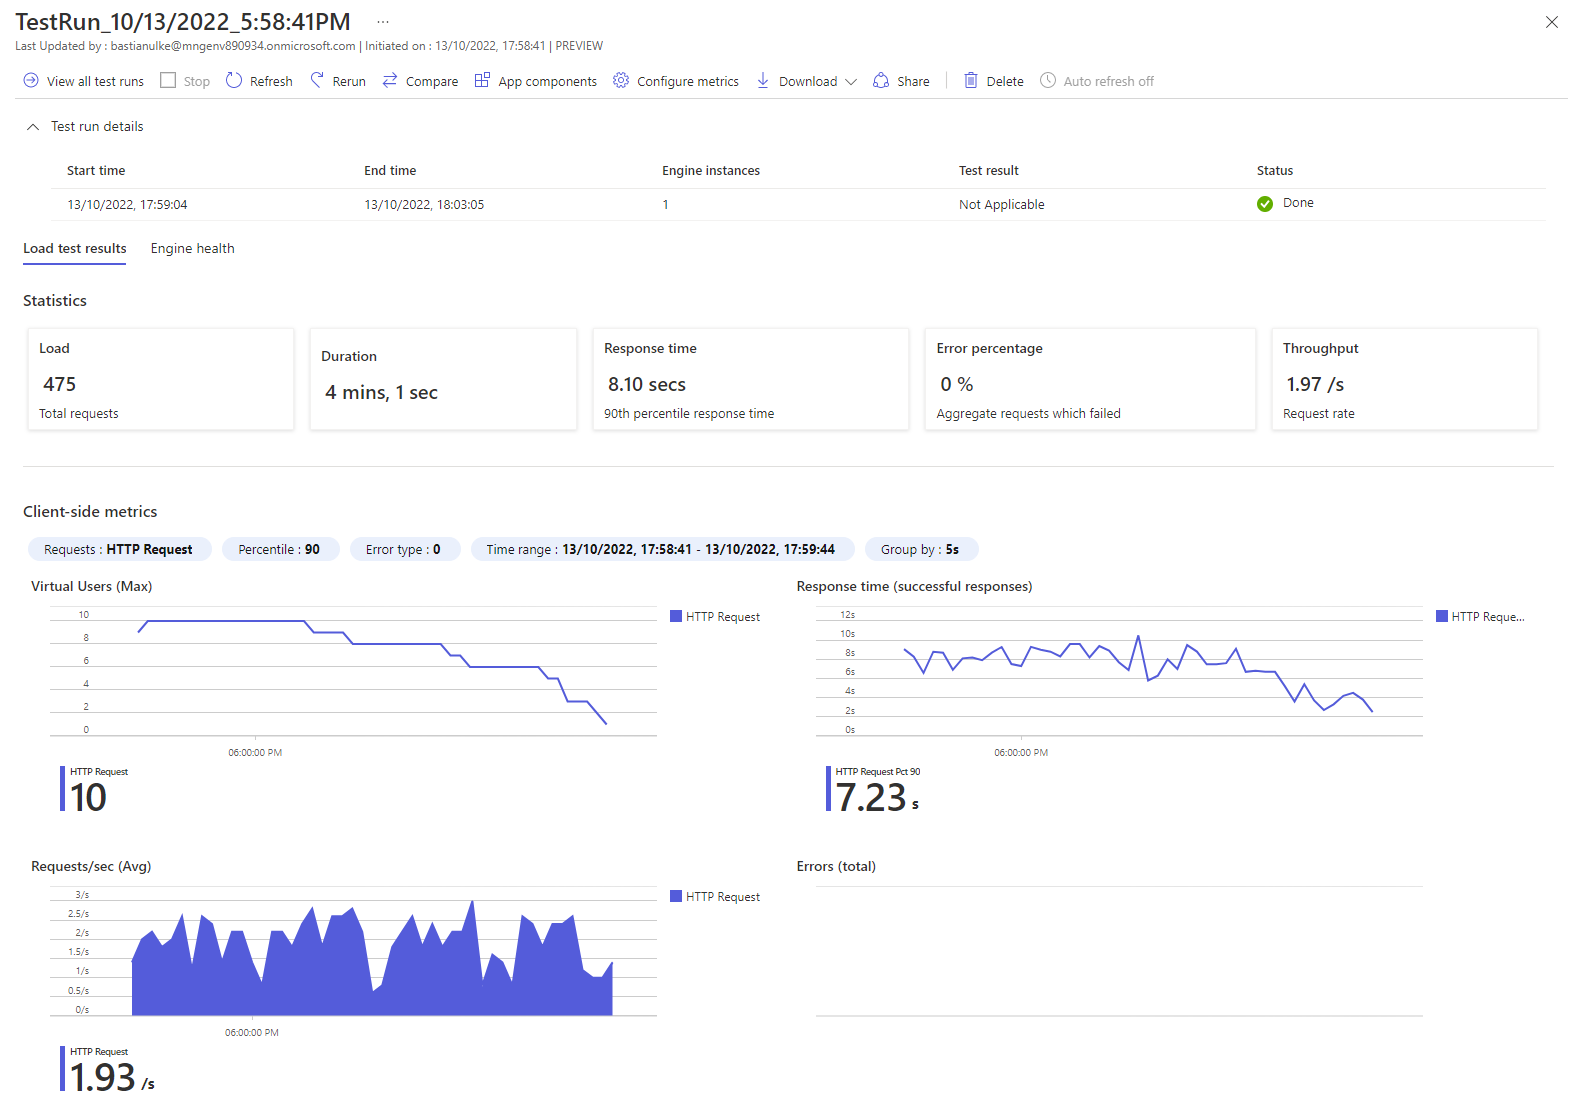 TestRun_10/13/2022_5:58:41PM ...
Last Updated by : bastianulke@mngenv890934.onmicrosoft.com | Initiated on : 13/10/2022, 17:58:41 | PREVIEW
View all test runs Stop Refresh Rerun Compare App components Configure metrics Download Share Delete Auto refresh off
Test run details
Start time End time Engine instances Test result Status
13/10/2022, 17:59:04 13/10/2022, 18:03:05 1 Not Applicable Done
Load test results Engine health
Statistics
Load
475
Total requests
Duration
4 mins, 1 sec
Response time
8.10 secs
90th percentile response time
Error percentage
0 %
Aggregate requests which failed
Throughput
1.97 /s
Request rate
Client-side metrics
Requests : HTTP Request Percentile : 90 Error type : 0 Time range : 13/10/2022, 17:58:41 - 13/10/2022, 17:59:44 Group by : 5s
Virtual Users (Max)
10
8
6
4
2
0
06:00:00 PM
HTTP Request
HTTP Request
10
Response time (successful responses)
12s
10s
8s
6s
4s
2s
0s
06:00:00 PM
HTTP Reque...
HTTP Request Pct 90
7.23 s
Requests/sec (Avg)
3/s
2.5/s
2/s
1.5/s
1/s
0.5/s
0/s
06:00:00 PM
HTTP Request
HTTP Request
1.93 /s
Errors (total)